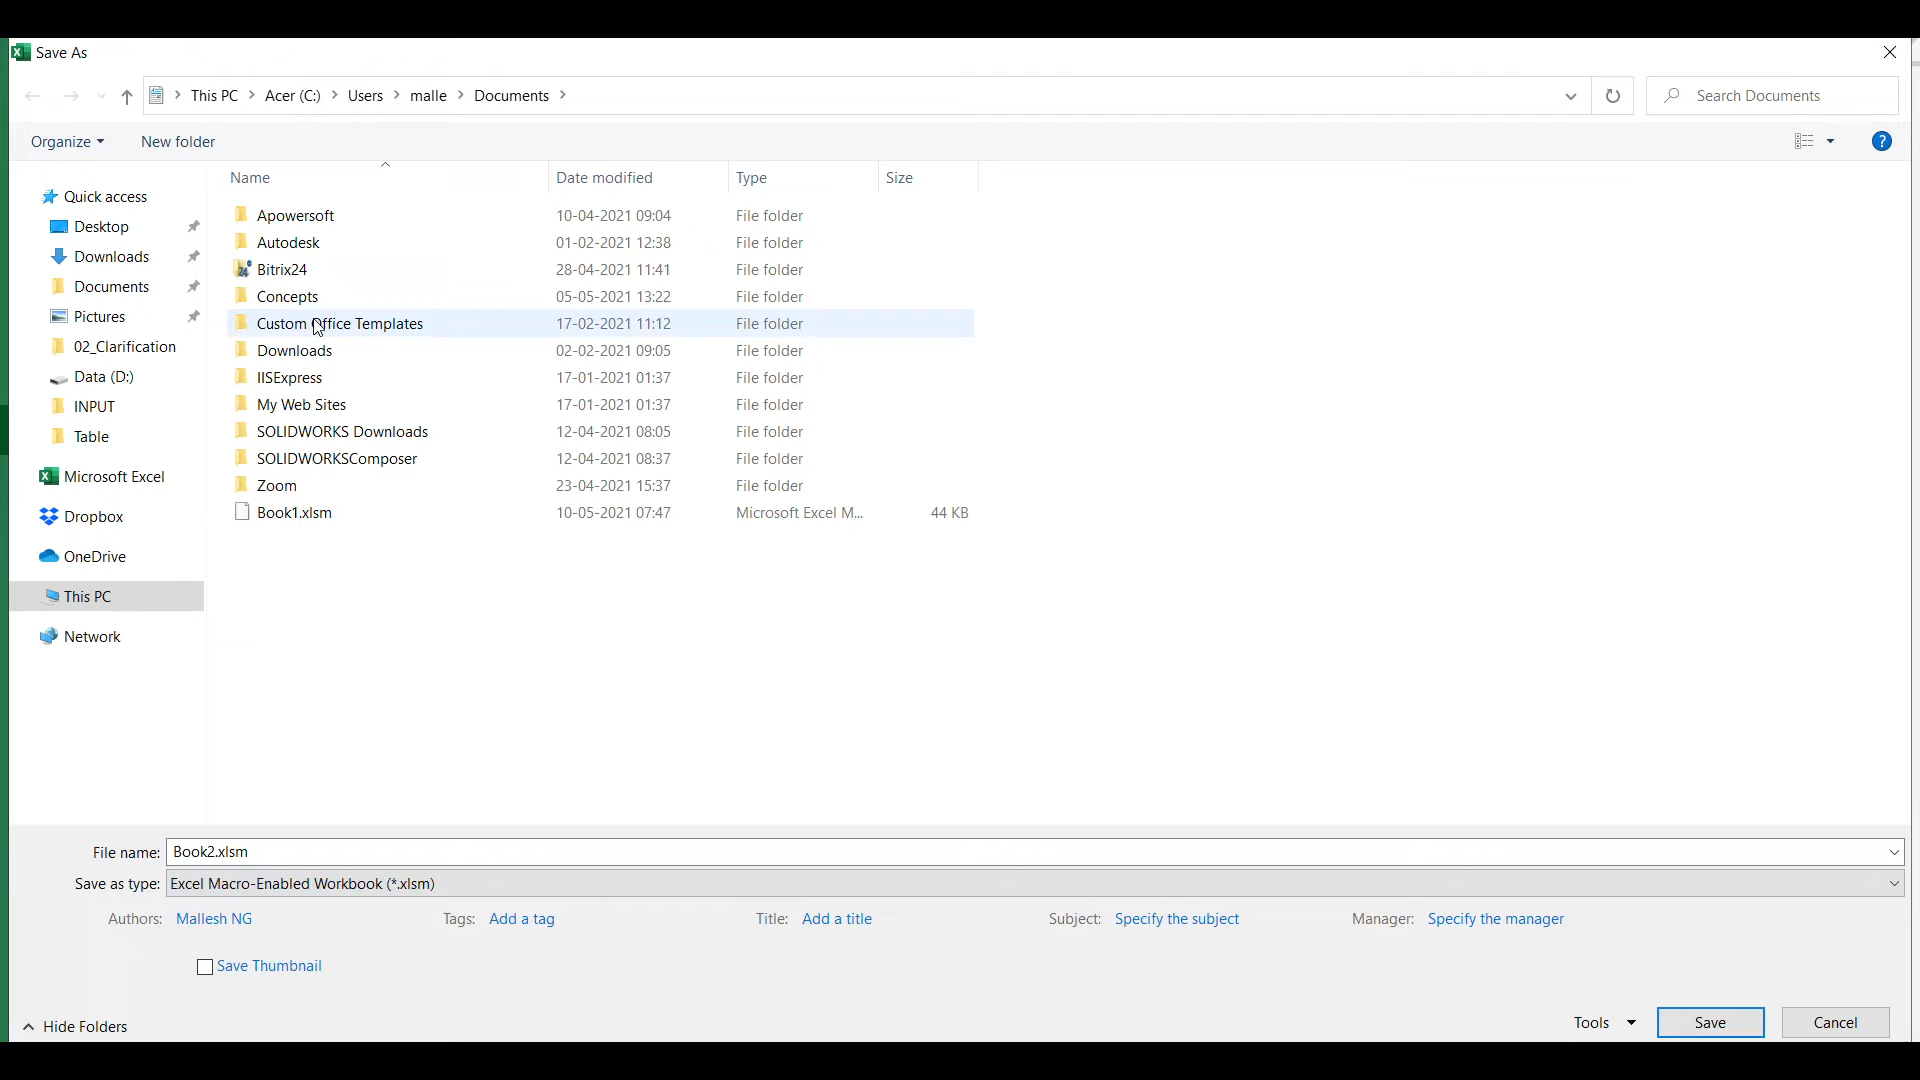 Save As
This PC > Acer (C:) > Users > malle > Documents >
Search Documents
Organize
New folder
Name Date modified Type Size
Quick access
Desktop
Downloads
Documents
Pictures
02_Clarification
Data (D:)
INPUT
Table
Microsoft Excel
Dropbox
OneDrive
This PC
Network
Apowersoft 10-04-2021 09:04 File folder
Autodesk 01-02-2021 12:38 File folder
Bitrix24 28-04-2021 11:41 File folder
Concepts 05-05-2021 13:22 File folder
Custom Office Templates 17-02-2021 11:12 File folder
Downloads 02-02-2021 09:05 File folder
IISExpress 17-01-2021 01:37 File folder
My Web Sites 17-01-2021 01:37 File folder
SOLIDWORKS Downloads 12-04-2021 08:05 File folder
SOLIDWORKSComposer 12-04-2021 08:37 File folder
Zoom 23-04-2021 15:37 File folder
Book1.xlsm 10-05-2021 07:47 Microsoft Excel M... 44 KB
File name: Book2.xlsm
Save as type: Excel Macro-Enabled Workbook (*.xlsm)
Authors: Mallesh NG Tags: Add a tag Title: Add a title Subject: Specify the subject Manager: Specify the manager
Save Thumbnail
Hide Folders
Tools Save Cancel